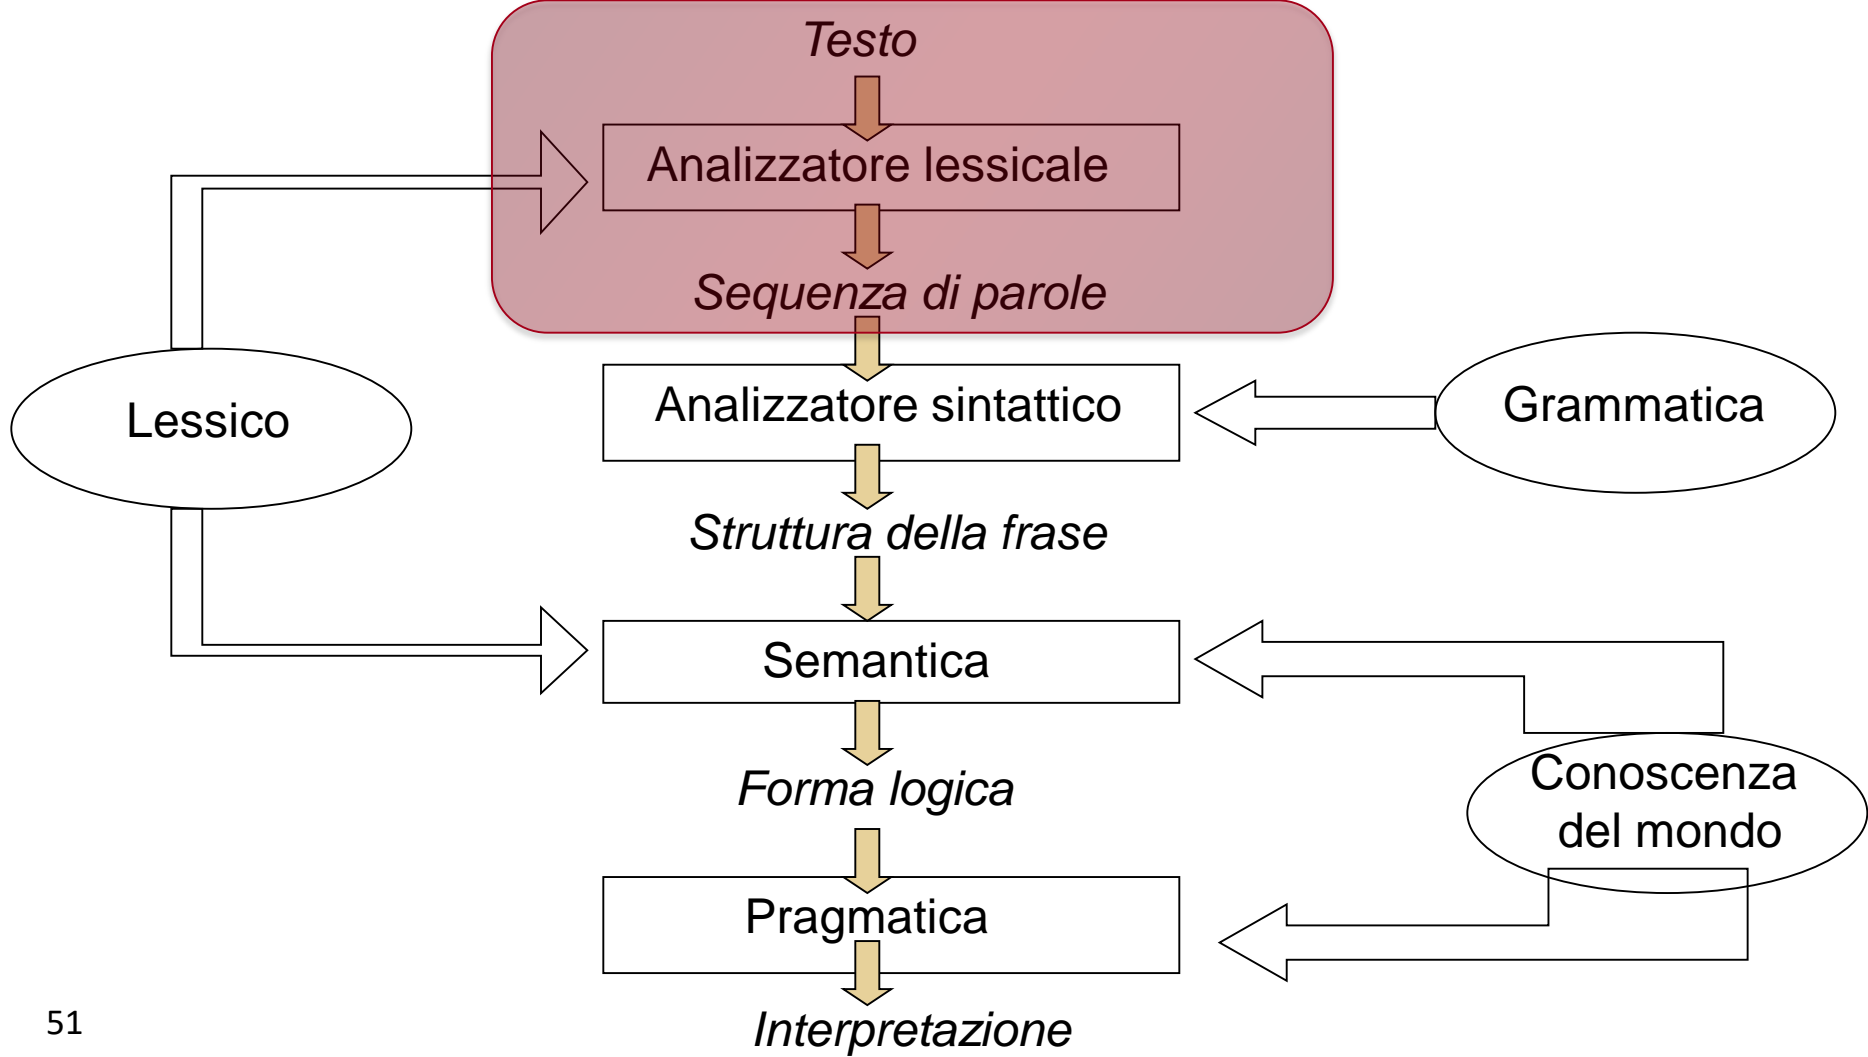 Testo
Analizzatore lessicale
Sequenza di parole
Analizzatore sintattico
Grammatica
Lessico
Struttura della frase
Semantica
Forma logica
Conoscenza
del mondo
Pragmatica
Interpretazione
51